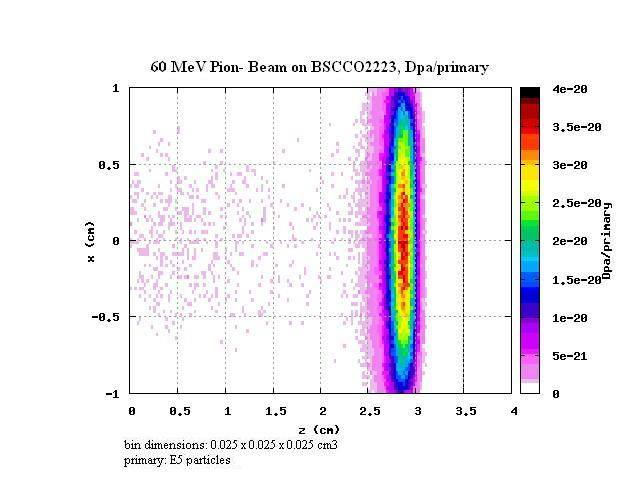 60 MeV Pion- Beam on BSCCO2223, Dpa/primary
1
0.5
0
-0.5
-1
x (cm)
0 0.5 1 1.5 2 2.5 3 3.5 4
z (cm)
4e-20
3.5e-20
3e-20
2.5e-20
2e-20
1.5e-20
1e-20
5e-21
0
Dpa/primary
bin dimensions: 0.025 x 0.025 x 0.025 cm3
primary: E5 particles